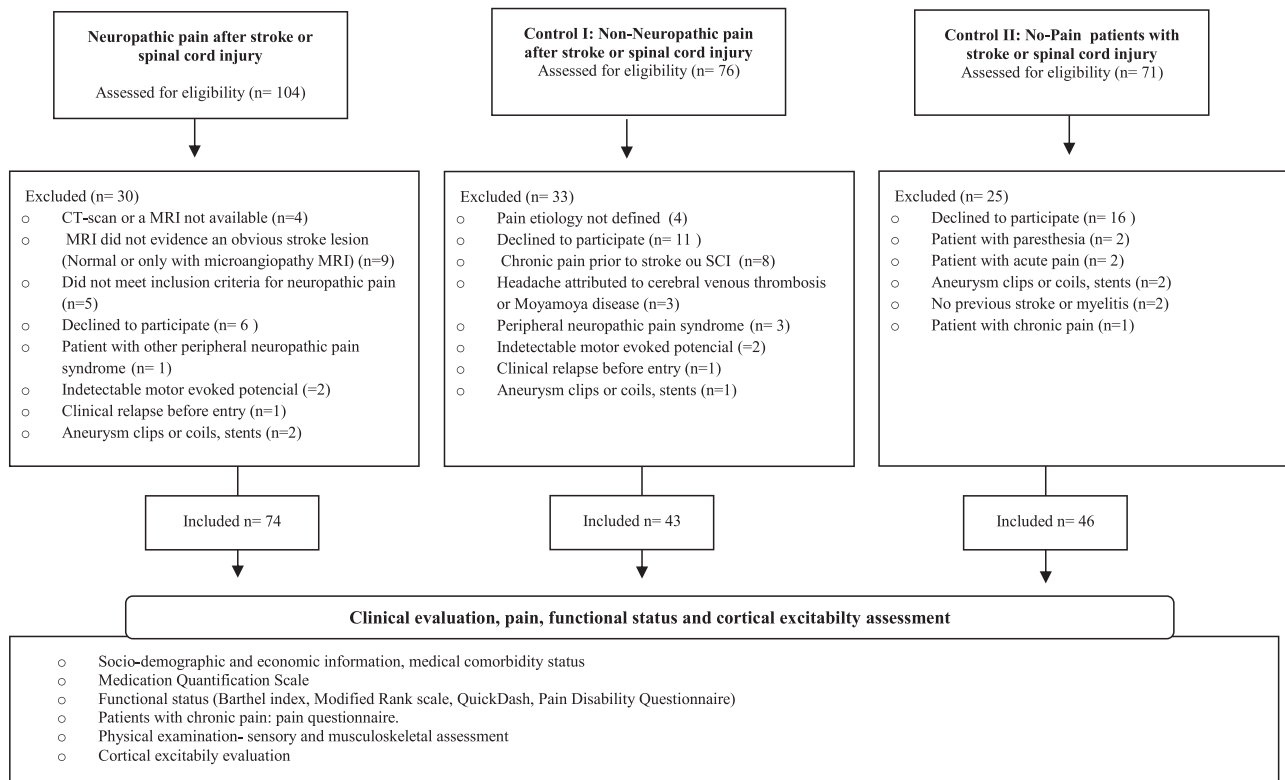 Neuropathic pain after stroke or
spinal cord injury
Assessed for eligibility (n= 104)
Control I: Non-Neuropathic pain
after stroke or spinal cord injury
Assessed for eligibility (n= 76)
Control II: No-Pain patients with
stroke or spinal cord injury
Assessed for eligibility (n= 71)
Excluded (n= 30)
o CT-scan or a MRI not available (n=4)
o MRI did not evidence an obvious stroke lesion
(Normal or only with microangiopathy MRI) (n=9)
o Did not meet inclusion criteria for neuropathic pain
(n=5)
o Declined to participate (n= 6 )
o Patient with other peripheral neuropathic pain
syndrome (n= 1)
o Indetectable motor evoked potencial (=2)
o Clinical relapse before entry (n=1)
o Aneurysm clips or coils, stents (n=2)
Excluded (n= 33)
o Pain etiology not defined (4)
o Declined to participate (n= 11 )
o Chronic pain prior to stroke ou SCI (n=8)
o Headache attributed to cerebral venous thrombosis
or Moyamoya disease (n=3)
o Peripheral neuropathic pain syndrome (n= 3)
o Indetectable motor evoked potencial (=2)
o Clinical relapse before entry (n=1)
o Aneurysm clips or coils, stents (n=1)
Excluded (n= 25)
o Declined to participate (n= 16 )
o Patient with paresthesia (n= 2)
o Patient with acute pain (n= 2)
o Aneurysm clips or coils, stents (n=2)
o No previous stroke or myelitis (n=2)
o Patient with chronic pain (n=1)
Included n= 74
Included n= 43
Included n= 46
Clinical evaluation, pain, functional status and cortical excitabilty assessment
o Socio-demographic and economic information, medical comorbidity status
o Medication Quantification Scale
o Functional status (Barthel index, Modified Rank scale, QuickDash, Pain Disability Questionnaire)
o Patients with chronic pain: pain questionnaire.
o Physical examination- sensory and musculoskeletal assessment
o Cortical excitabily evaluation